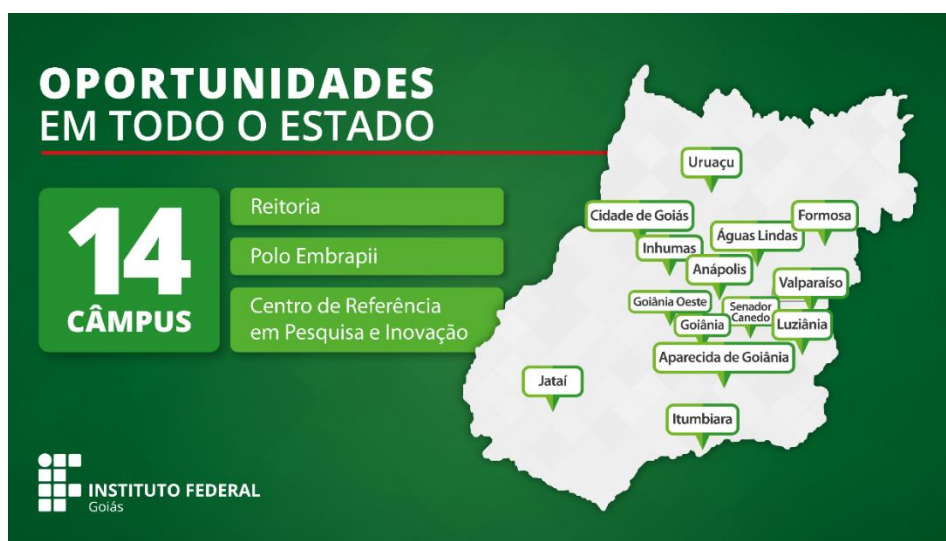 OPORTUNIDADES
EM TODO O ESTADO
14
CÂMPUS
Reitoria
Polo Embrapii
Centro de Referência
em Pesquisa e Inovação
Uruaçu
Cidade de Goiás
Formosa
Águas Lindas
Inhumas
Anápolis
Valparaíso
Goiânia Oeste
Senador
Canedo
Goiânia
Luziânia
Aparecida de Goiânia
Jataí
Itumbiara
INSTITUTO FEDERAL
Goiás